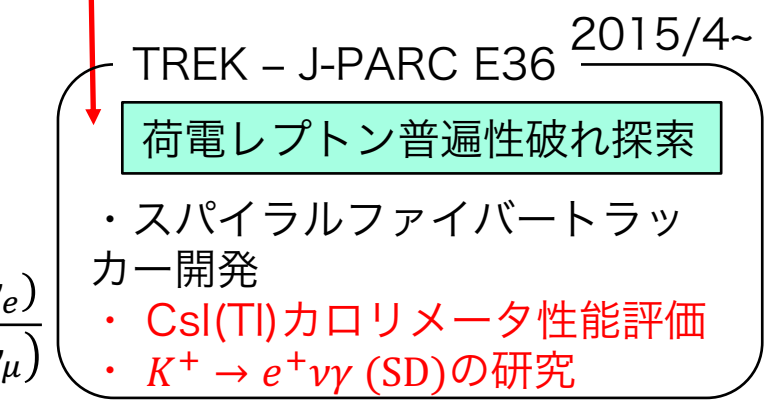 2015/4~
TREK – J-PARC E36
荷電レプトン普遍性破れ探索
・スパイラルファイバートラッ
カー開発
・ CsI(Tl)カロリメータ性能評価
・ K⁺ → e⁺νγ (SD)の研究
e)
μ)